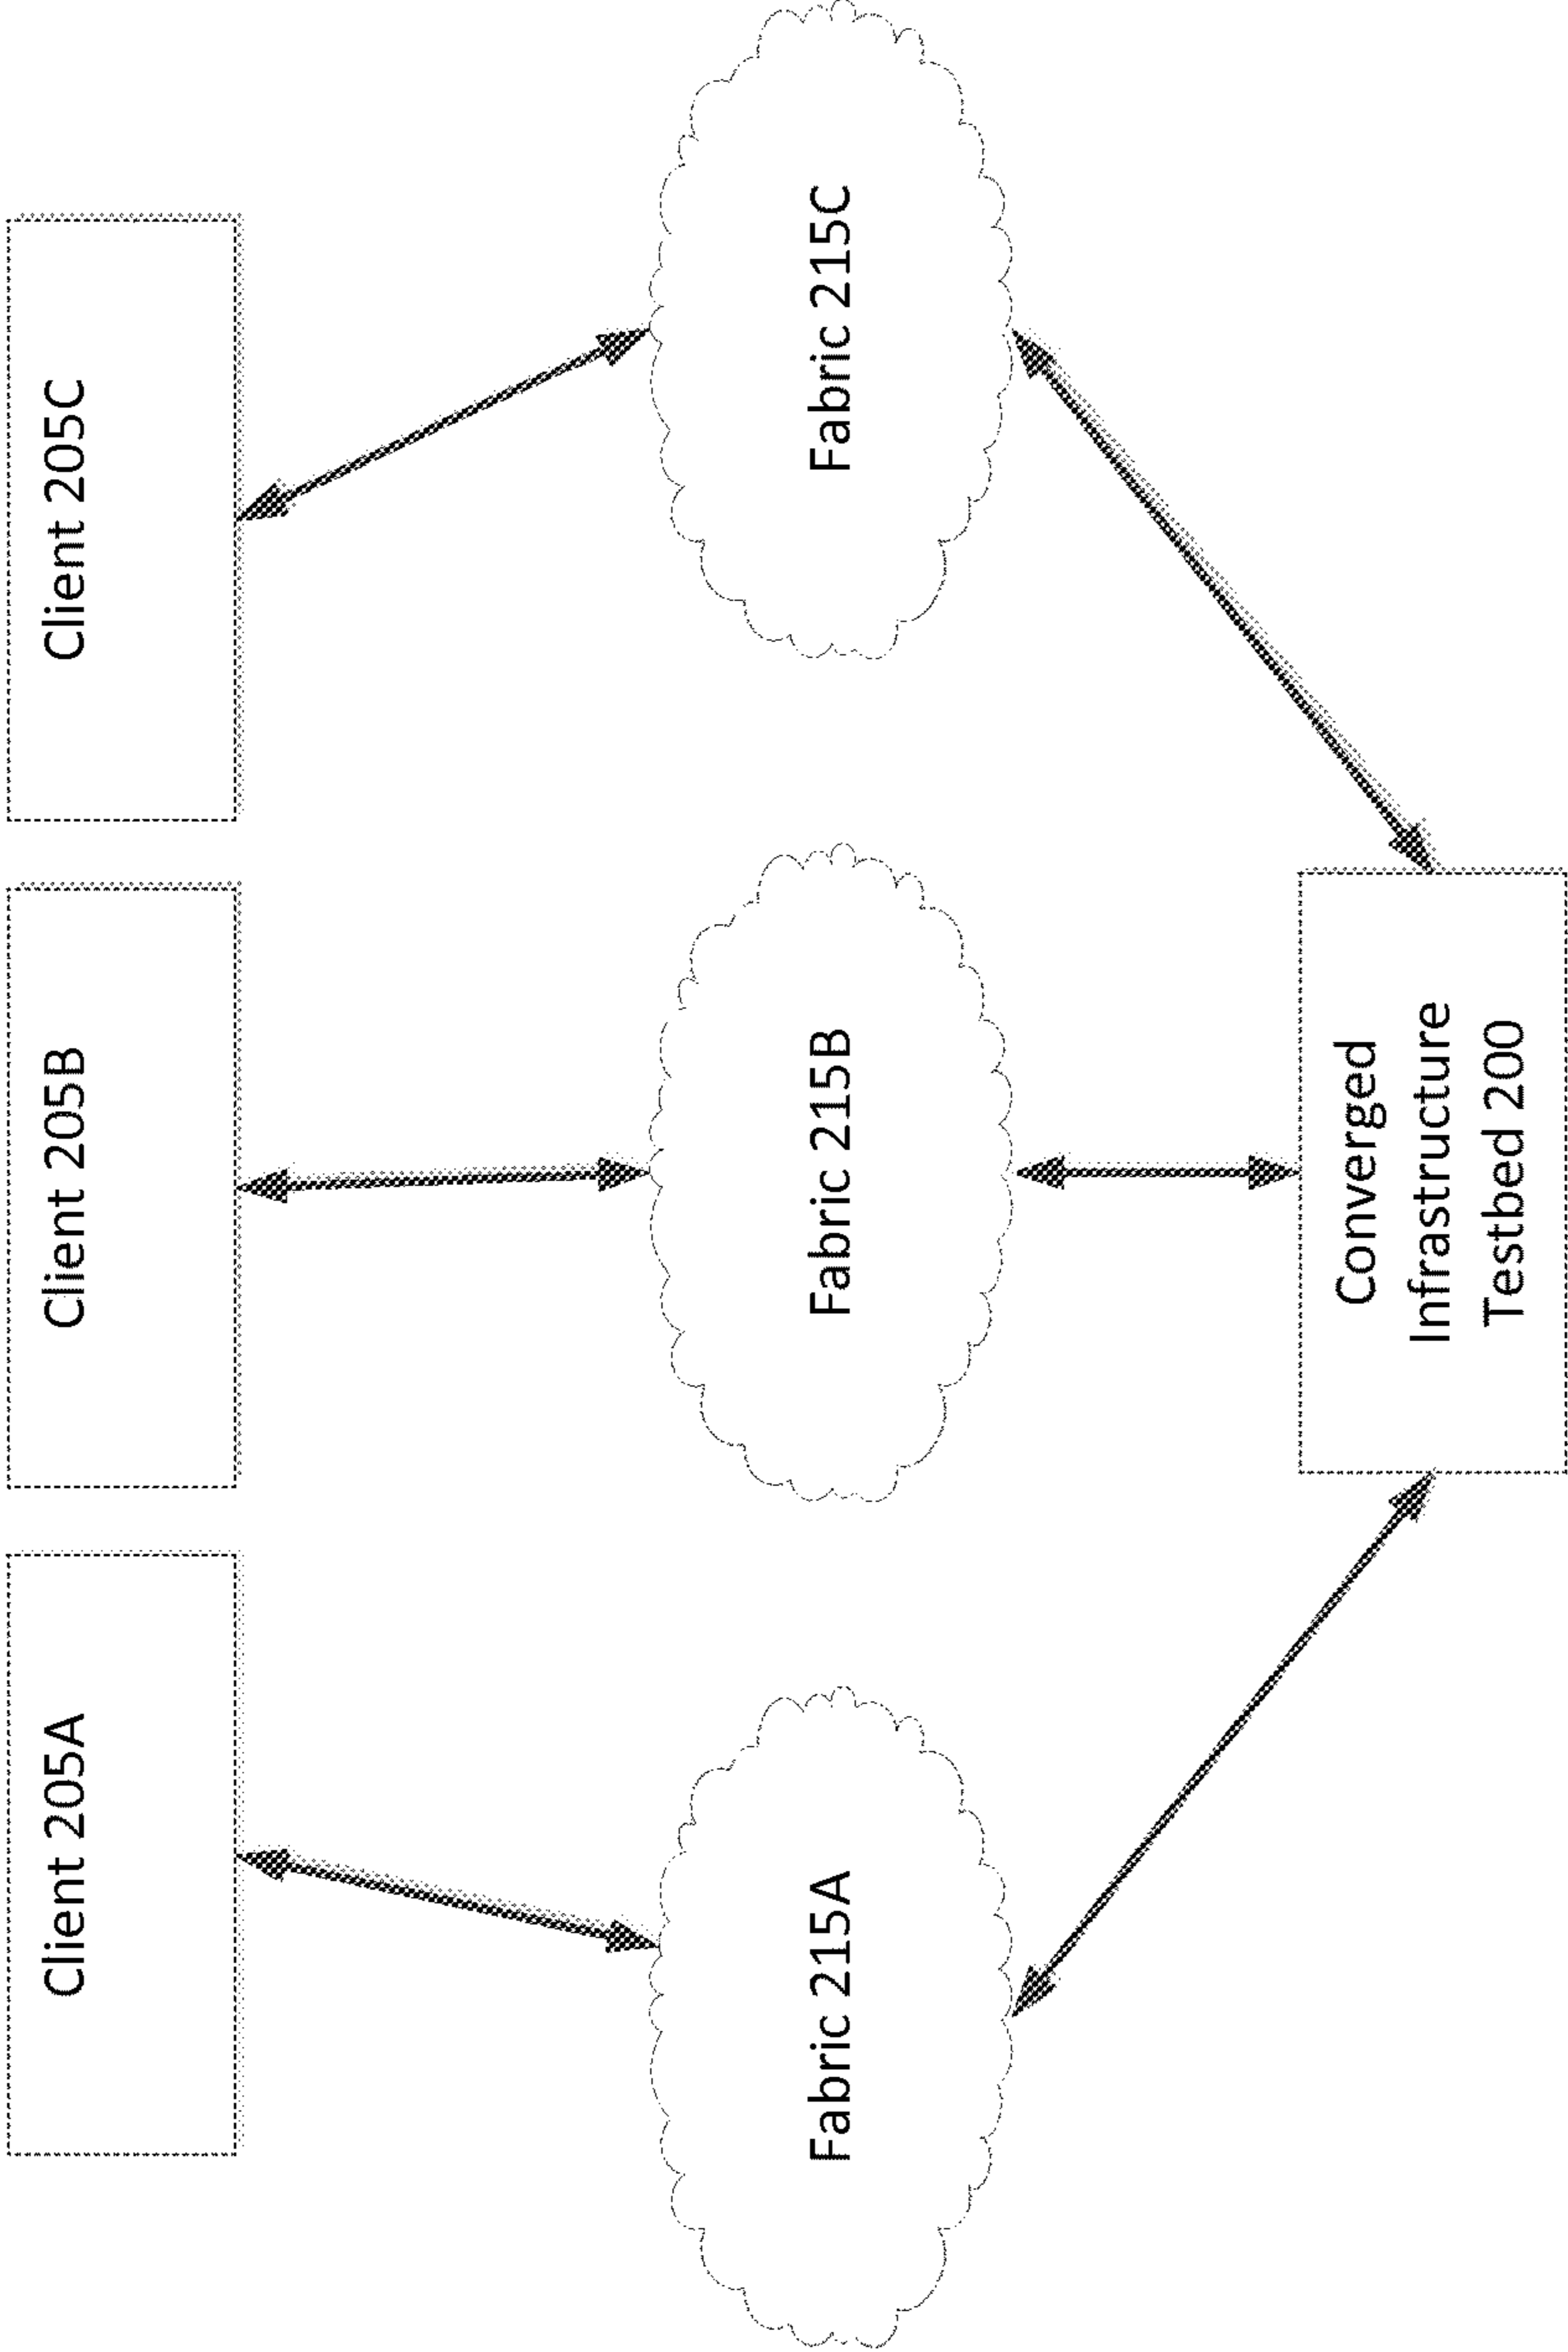 Client 205A
Client 205B
Client 205C
Fabric 215A
Fabric 215B
Fabric 215C
Converged
Infrastructure
Testbed 200